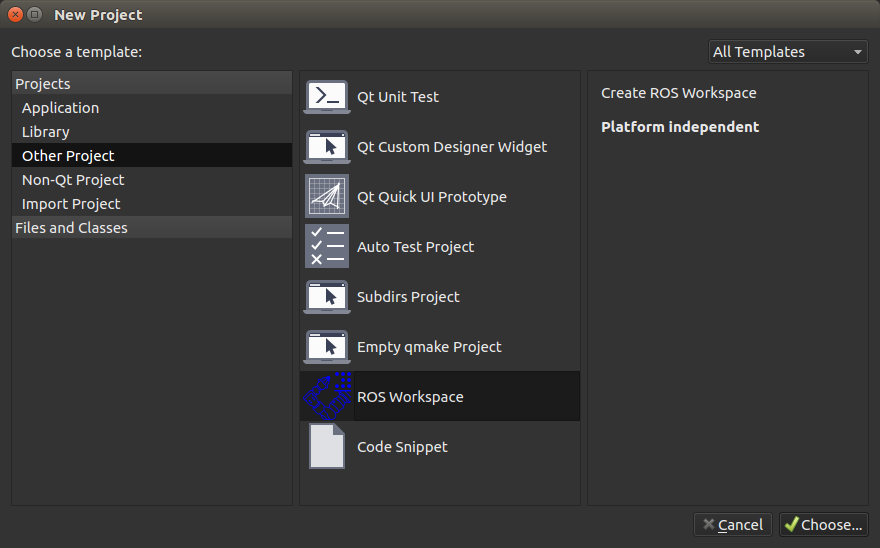 New Project
Choose a template:
All Templates
Projects
Application
Library
Other Project
Non-Qt Project
Import Project
Files and Classes
Qt Unit Test
Qt Custom Designer Widget
Qt Quick UI Prototype
Auto Test Project
Subdirs Project
Empty qmake Project
ROS Workspace
Code Snippet
Create ROS Workspace
Platform independent
Cancel
Choose...